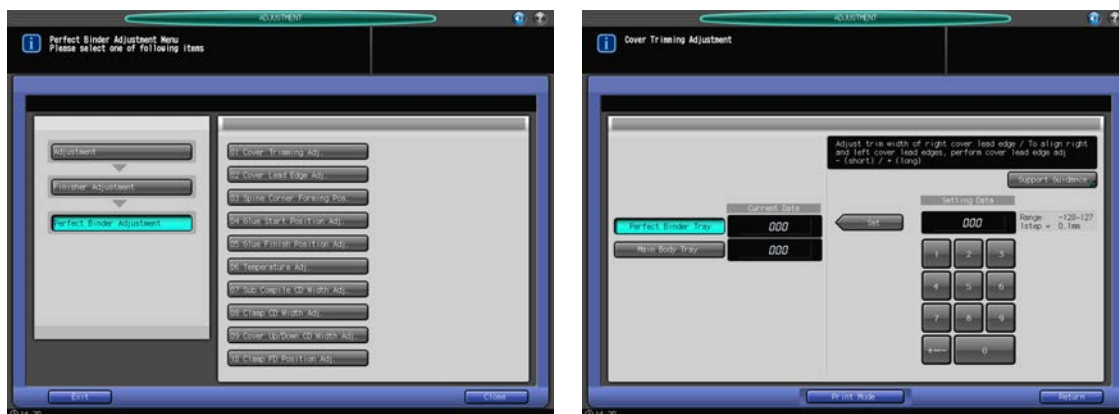 ADJUSTMENT
Perfect Binder Adjustment Menu
Please select one of following items
Adjustment
Finisher Adjustment
Perfect Binder Adjustment
01 Cover Trimming Adj.
02 Cover Lead Edge Adj.
03 Spine Corner Forming Pos.
04 Glue Start Position Adj.
05 Glue Finish Position Adj.
06 Temperature Adj.
07 Sub Compile CD Width Adj.
08 Clamp CD Width Adj.
09 Cover Up/Down CD Width Adj.
10 Clamp FD Position Adj.
Exit
Close
ADJUSTMENT
Cover Trimming Adjustment
Adjust trim width of right cover lead edge / To align right
and left cover lead edges, perform cover lead edge adj
- (short) / + (long)
Support Guidance
Current Data
Setting Data
Perfect Binder Tray
000
Set
000
Range -128-127
1step = 0.1mm
Main Body Tray
000
1 2 3
4 5 6
7 8 9
0
Print Mode
Return